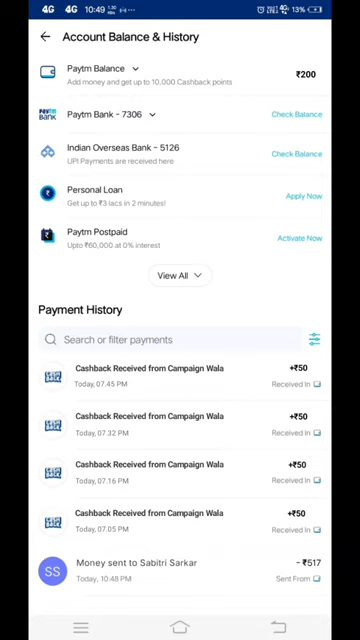 4G 4G 10:49 1.30 KB/s 4G 13%
Account Balance & History
Paytm Balance
Add money and get up to 10,000 Cashback points
₹200
Paytm BANK
Paytm Bank - 7306
Check Balance
Indian Overseas Bank - 5126
UPI Payments are received here
Check Balance
Personal Loan
Get up to ₹3 lacs in 2 minutes!
Apply Now
Paytm Postpaid
Upto ₹60,000 at 0% interest
Activate Now
View All
Payment History
Search or filter payments
Cashback Received from Campaign Wala
+₹50
Today, 07.45 PM
Received In
Cashback Received from Campaign Wala
+₹50
Today, 07.32 PM
Received In
Cashback Received from Campaign Wala
+₹50
Today, 07.16 PM
Received In
Cashback Received from Campaign Wala
+₹50
Today, 07.05 PM
Received In
SS
Money sent to Sabitri Sarkar
- ₹517
Today, 10:48 PM
Sent From